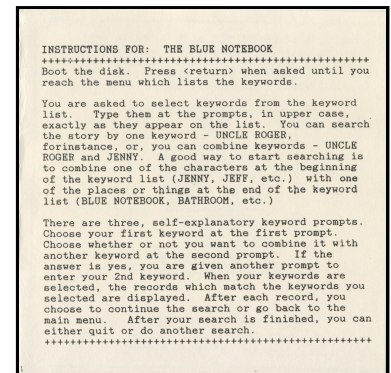 INSTRUCTIONS FOR:  THE BLUE NOTEBOOK
++++++++++++++++++++++++++++++++++++++++++++++++++
Boot the disk.  Press <return> when asked until you
reach the menu which lists the keywords.

You are asked to select keywords from the keyword
list.   Type them at the prompts, in upper case,
exactly as they appear on the list.  You can search
the story by one keyword - UNCLE ROGER,
forinstance, or, you can combine keywords - UNCLE
ROGER and JENNY.  A good way to start searching is
to combine one of the characters at the beginning
of the keyword list (JENNY, JEFF, etc.)  with one
of the places or things at the end of the keyword
list (BLUE NOTEBOOK, BATHROOM, etc.)

There are three, self-explanatory keyword prompts.
Choose your first keyword at the first prompt.
Choose whether or not you want to combine it with
another keyword at the second prompt.  If the
answer is yes, you are given another prompt to
enter your 2nd keyword.  When your keywords are
selected, the records which match the keywords you
selected are displayed.  After each record, you
choose to continue the search or go back to the
main menu.   After your search is finished, you can
either quit or do another search.
++++++++++++++++++++++++++++++++++++++++++++++++++